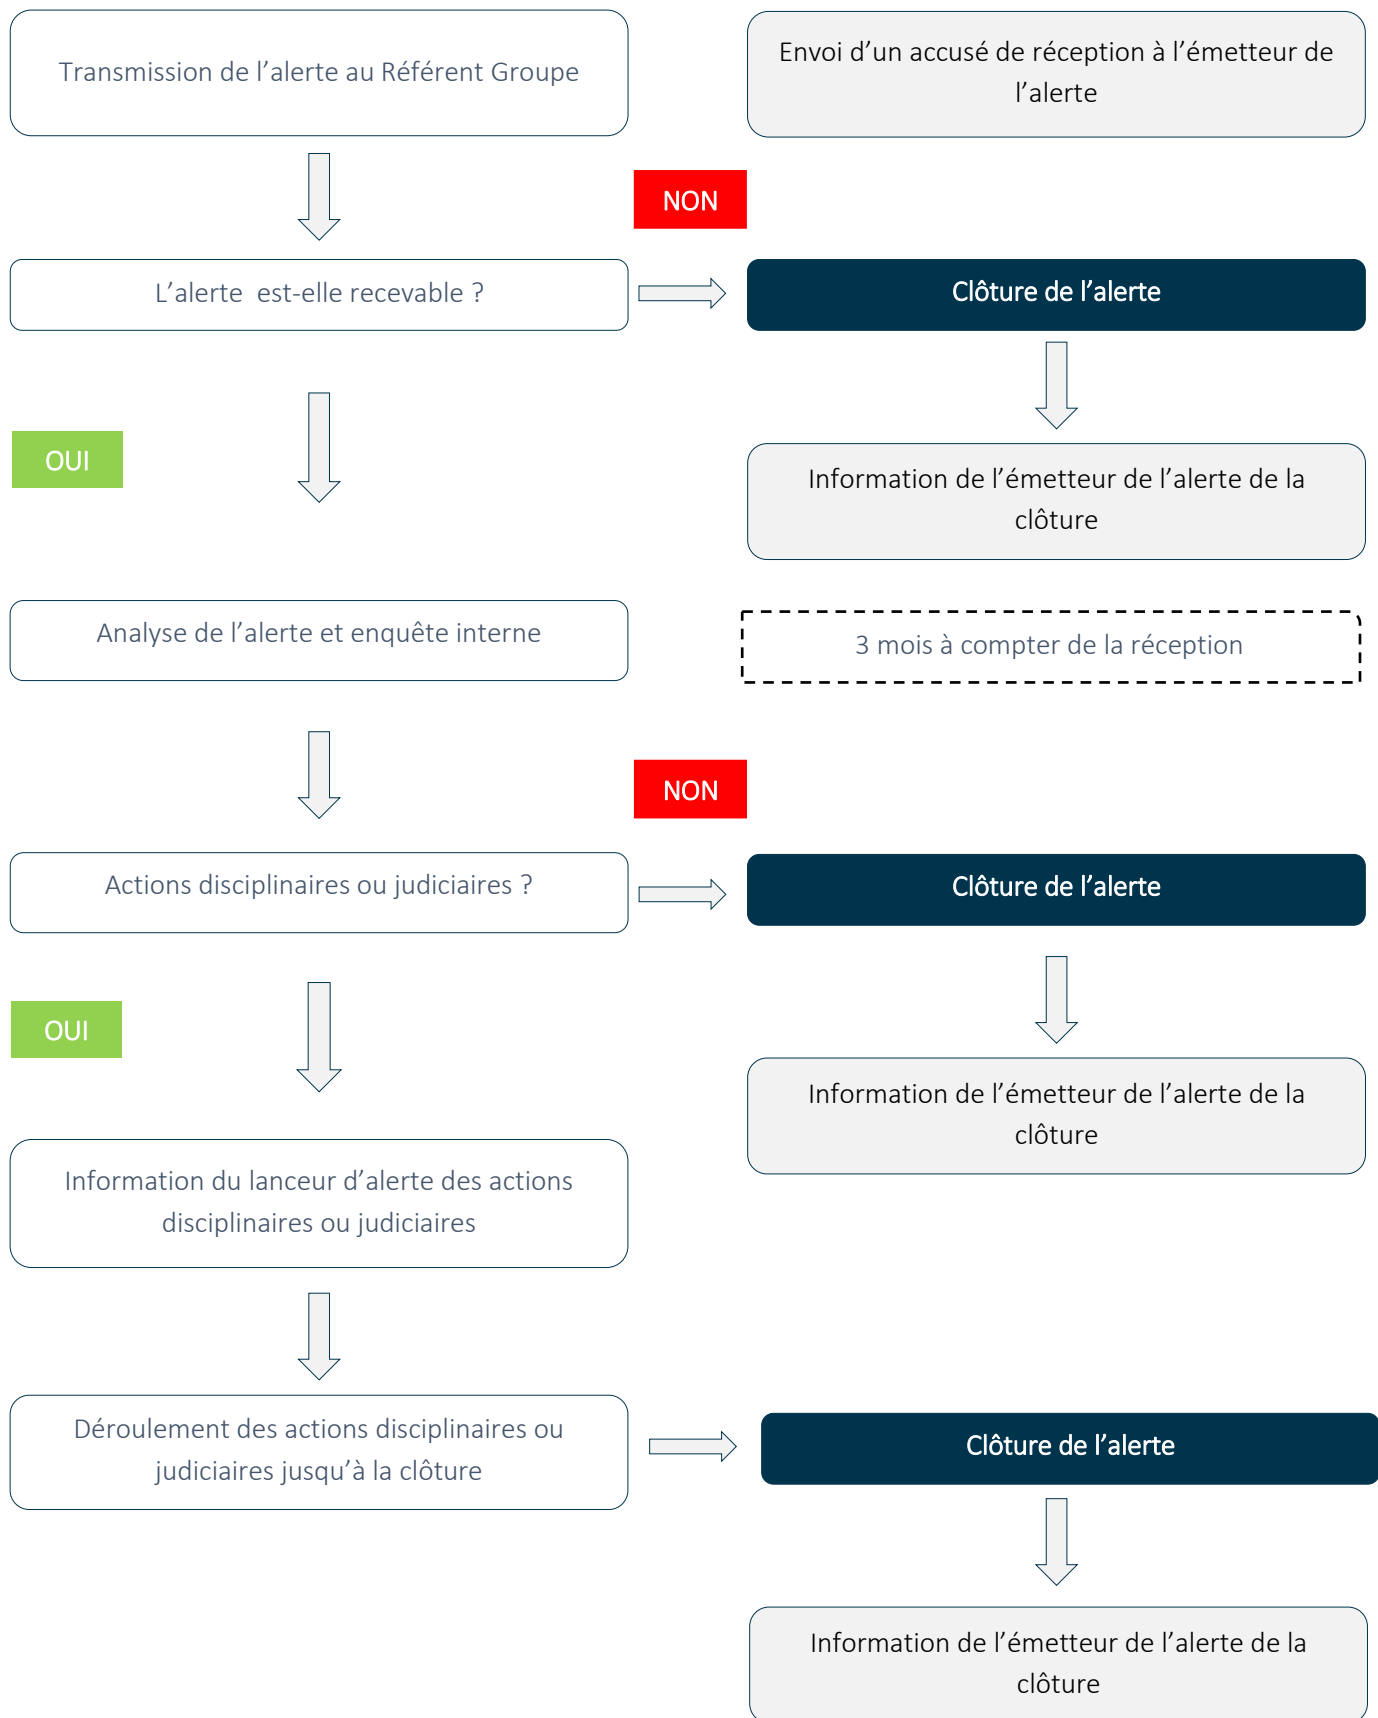 Transmission de l’alerte au Référent Groupe
Envoi d’un accusé de réception à l’émetteur de
l’alerte
NON
L’alerte  est-elle recevable ?
Clôture de l’alerte
OUI
Information de l’émetteur de l’alerte de la
clôture
Analyse de l’alerte et enquête interne
3 mois à compter de la réception
NON
Actions disciplinaires ou judiciaires ?
Clôture de l’alerte
OUI
Information de l’émetteur de l’alerte de la
clôture
Information du lanceur d’alerte des actions
disciplinaires ou judiciaires
Déroulement des actions disciplinaires ou
judiciaires jusqu’à la clôture
Clôture de l’alerte
Information de l’émetteur de l’alerte de la
clôture